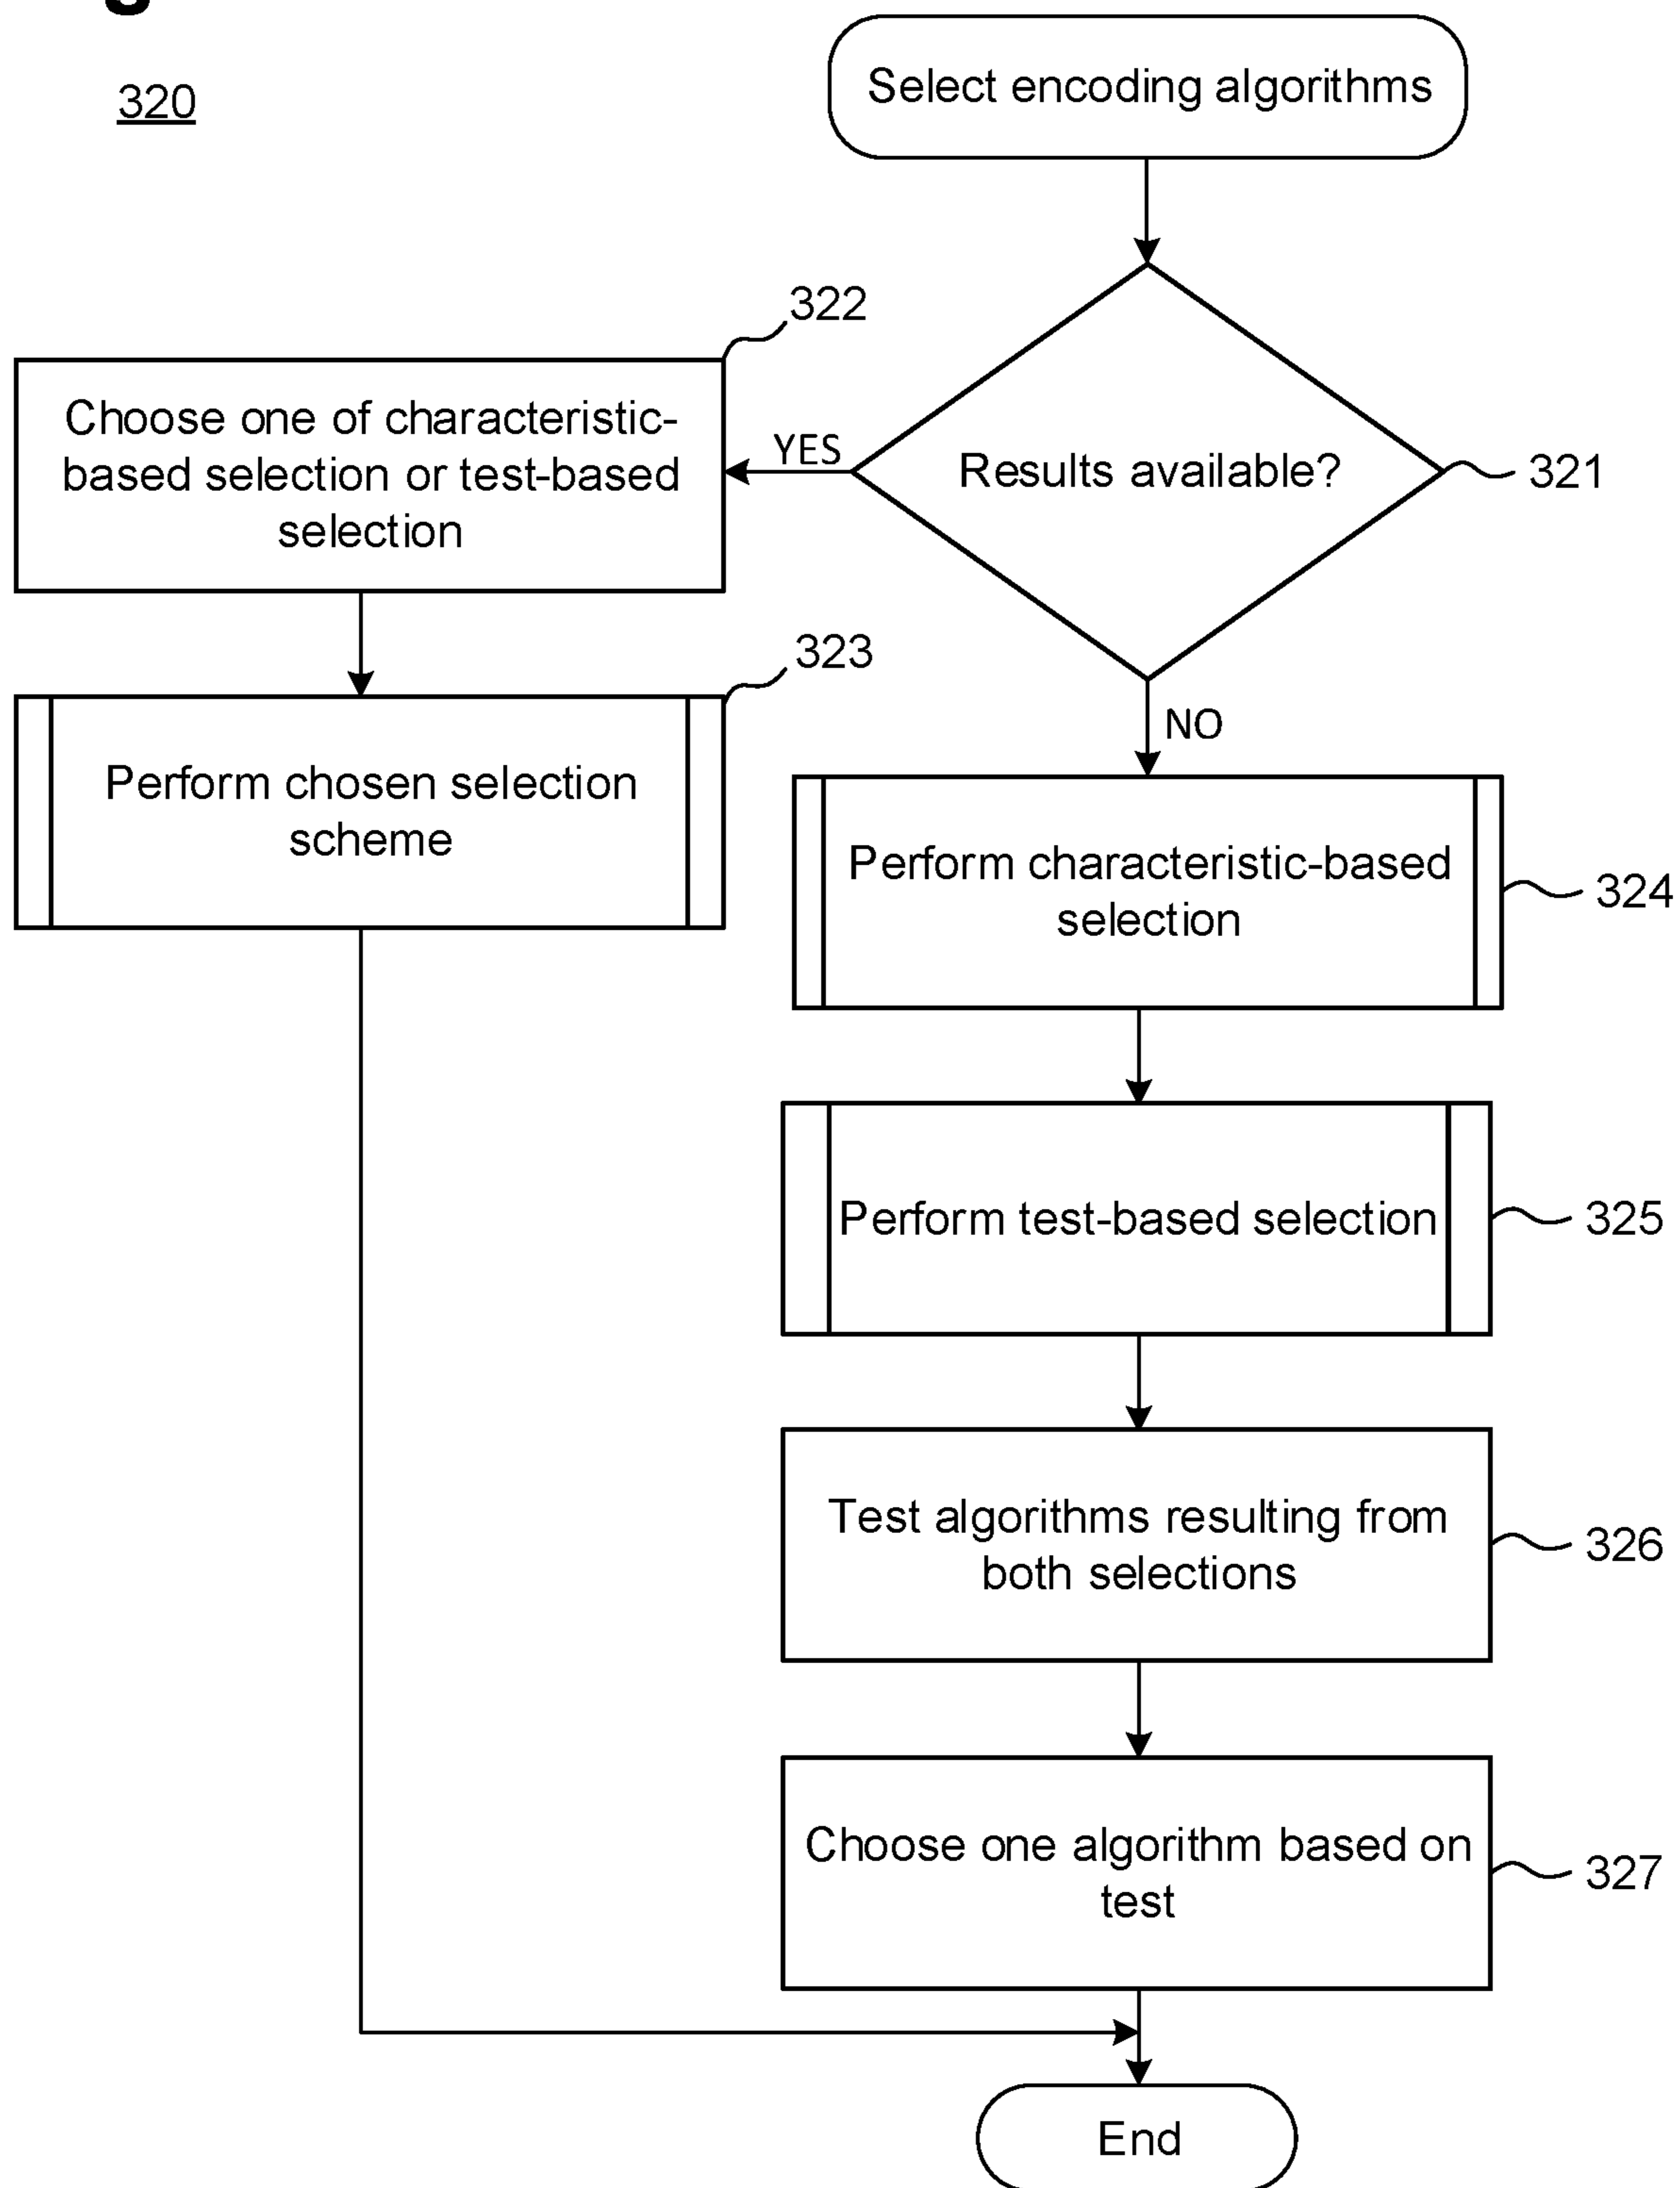 320
Select encoding algorithms
322
Choose one of characteristic-
based selection or test-based
selection
YES
Results available?
321
323
Perform chosen selection
scheme
NO
Perform characteristic-based
selection
324
Perform test-based selection
325
Test algorithms resulting from
both selections
326
Choose one algorithm based on
test
327
End